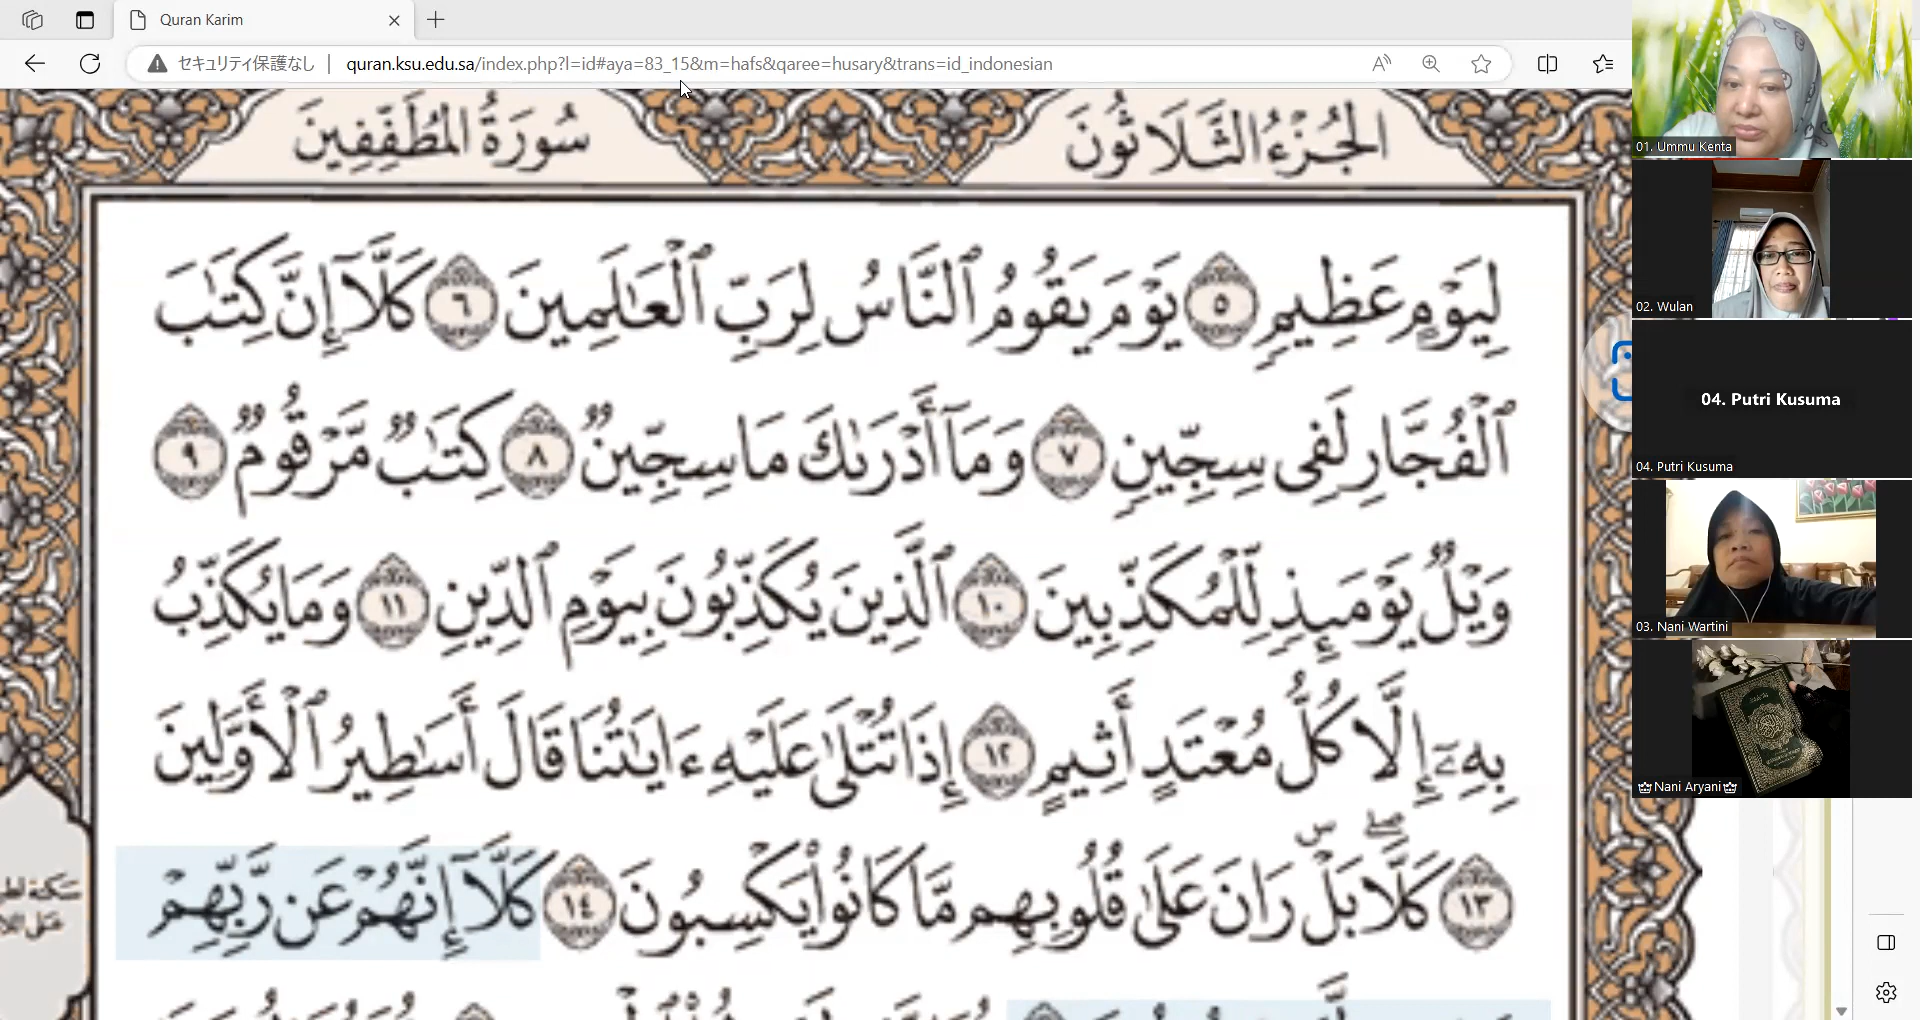 Quran Karim
セキュリティ保護なし
quran.ksu.edu.sa/index.php?l=id#aya=83_15&m=hafs&qaree=husary&trans=id_indonesian
سُورَةُ المُطَفِّفِينَ
الجُزْءُ الثَّلَاثُونَ
لِيَوْمٍ عَظِيمٍ ٥ يَوْمَ يَقُومُ ٱلنَّاسُ لِرَبِّ ٱلْعَـٰلَمِينَ ٦ كَلَّآ إِنَّ كِتَـٰبَ
ٱلْفُجَّارِ لَفِى سِجِّينٍ ٧ وَمَآ أَدْرَىٰكَ مَا سِجِّينٌ ٨ كِتَـٰبٌ مَّرْقُومٌ ٩
وَيْلٌ يَوْمَئِذٍ لِّلْمُكَذِّبِينَ ١٠ ٱلَّذِينَ يُكَذِّبُونَ بِيَوْمِ ٱلدِّينِ ١١ وَمَا يُكَذِّبُ
بِهِۦٓ إِلَّا كُلُّ مُعْتَدٍ أَثِيمٍ ١٢ إِذَا تُتْلَىٰ عَلَيْهِ ءَايَـٰتُنَا قَالَ أَسَـٰطِيرُ ٱلْأَوَّلِينَ
١٣ كَلَّا ۖ بَلْ ۜ رَانَ عَلَىٰ قُلُوبِهِم مَّا كَانُوا۟ يَكْسِبُونَ ١٤ كَلَّآ إِنَّهُمْ عَن رَّبِّهِمْ
01. Ummu Kenta
02. Wulan
04. Putri Kusuma
04. Putri Kusuma
03. Nani Wartini
Nani Aryani